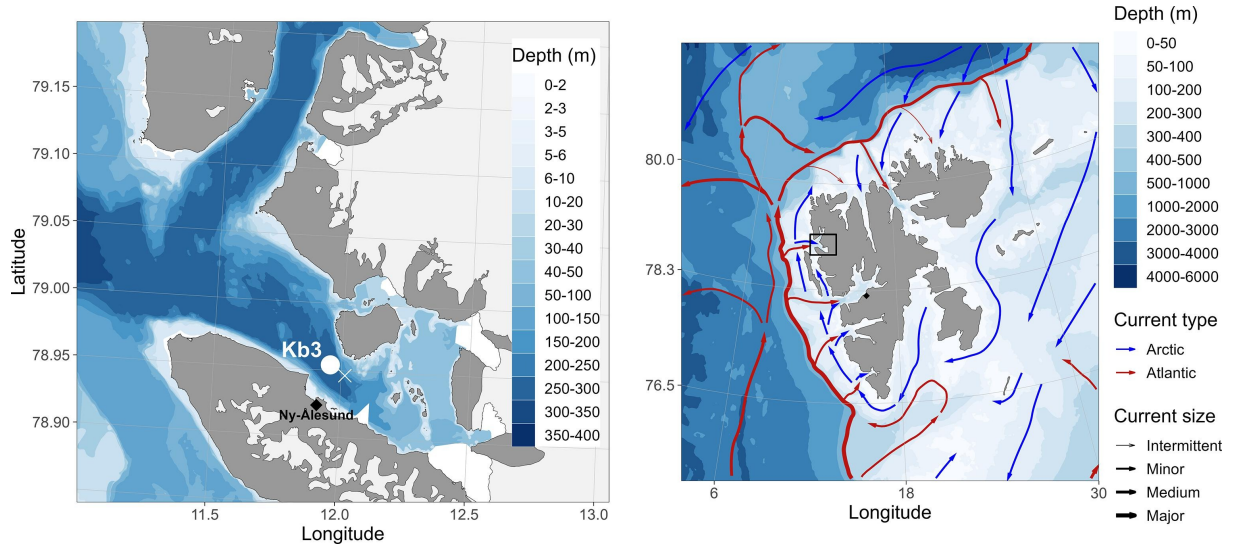 Depth (m)
0-2
2-3
3-5
5-6
6-10
10-20
20-30
30-40
40-50
50-100
100-150
150-200
200-250
250-300
300-350
350-400
79.15
79.10
79.05
79.00
78.95
78.90
Latitude
Kb3
Ny-Ålesund
11.5
12.0
12.5
13.0
Longitude
80.0
78.3
76.5
6
18
30
Longitude
Depth (m)
0-50
50-100
100-200
200-300
300-400
400-500
500-1000
1000-2000
2000-3000
3000-4000
4000-6000
Current type
Arctic
Atlantic
Current size
Intermittent
Minor
Medium
Major